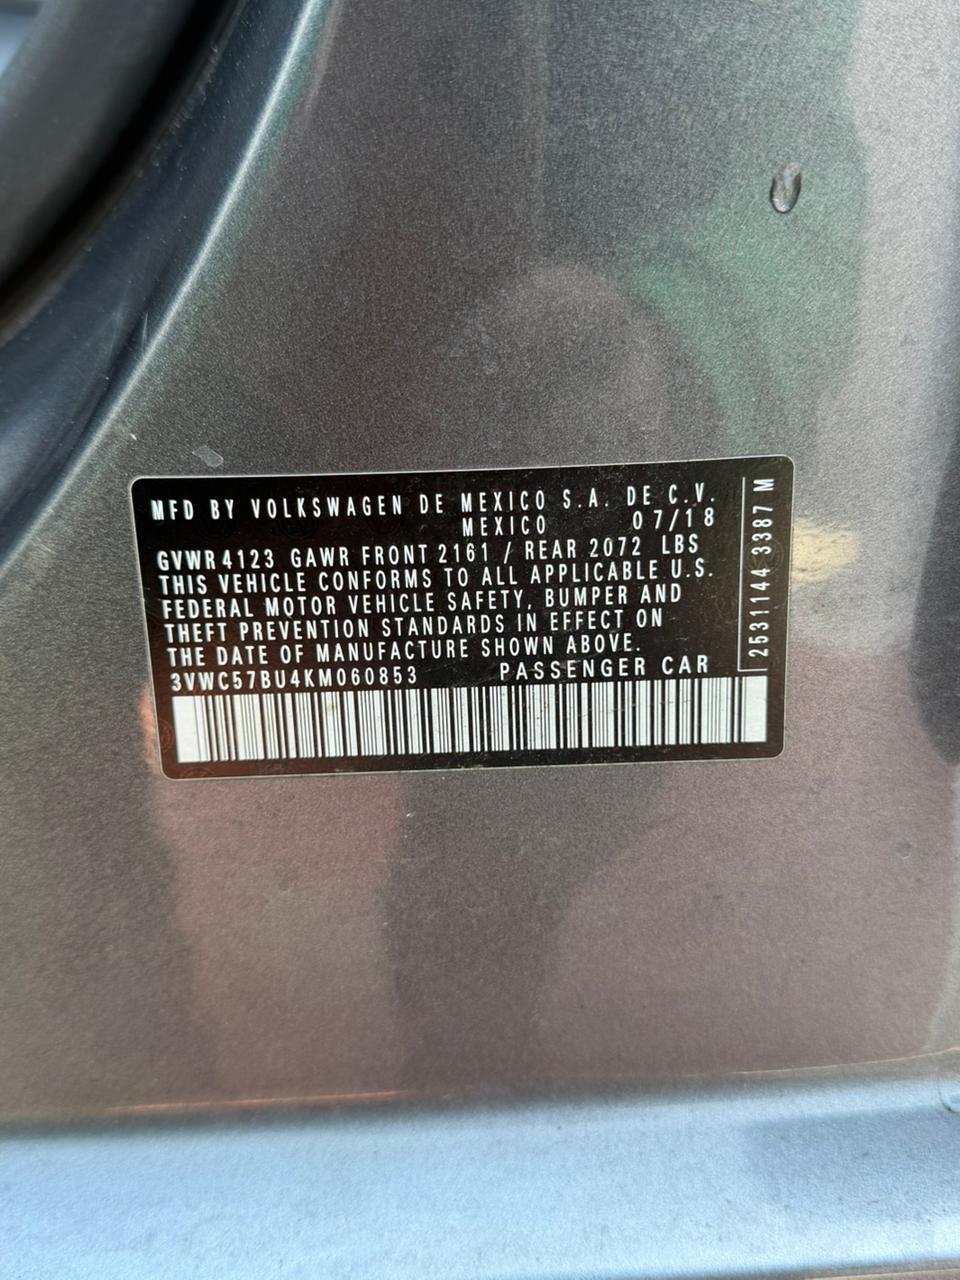 MFD BY VOLKSWAGEN DE MEXICO S.A. DE C.V.
MEXICO 07/18
GVWR 4123 GAWR FRONT 2161 / REAR 2072 LBS
THIS VEHICLE CONFORMS TO ALL APPLICABLE U.S.
FEDERAL MOTOR VEHICLE SAFETY, BUMPER AND
THEFT PREVENTION STANDARDS IN EFFECT ON
THE DATE OF MANUFACTURE SHOWN ABOVE.
3VWC57BU4KM060853 PASSENGER CAR
2531144 3387 M